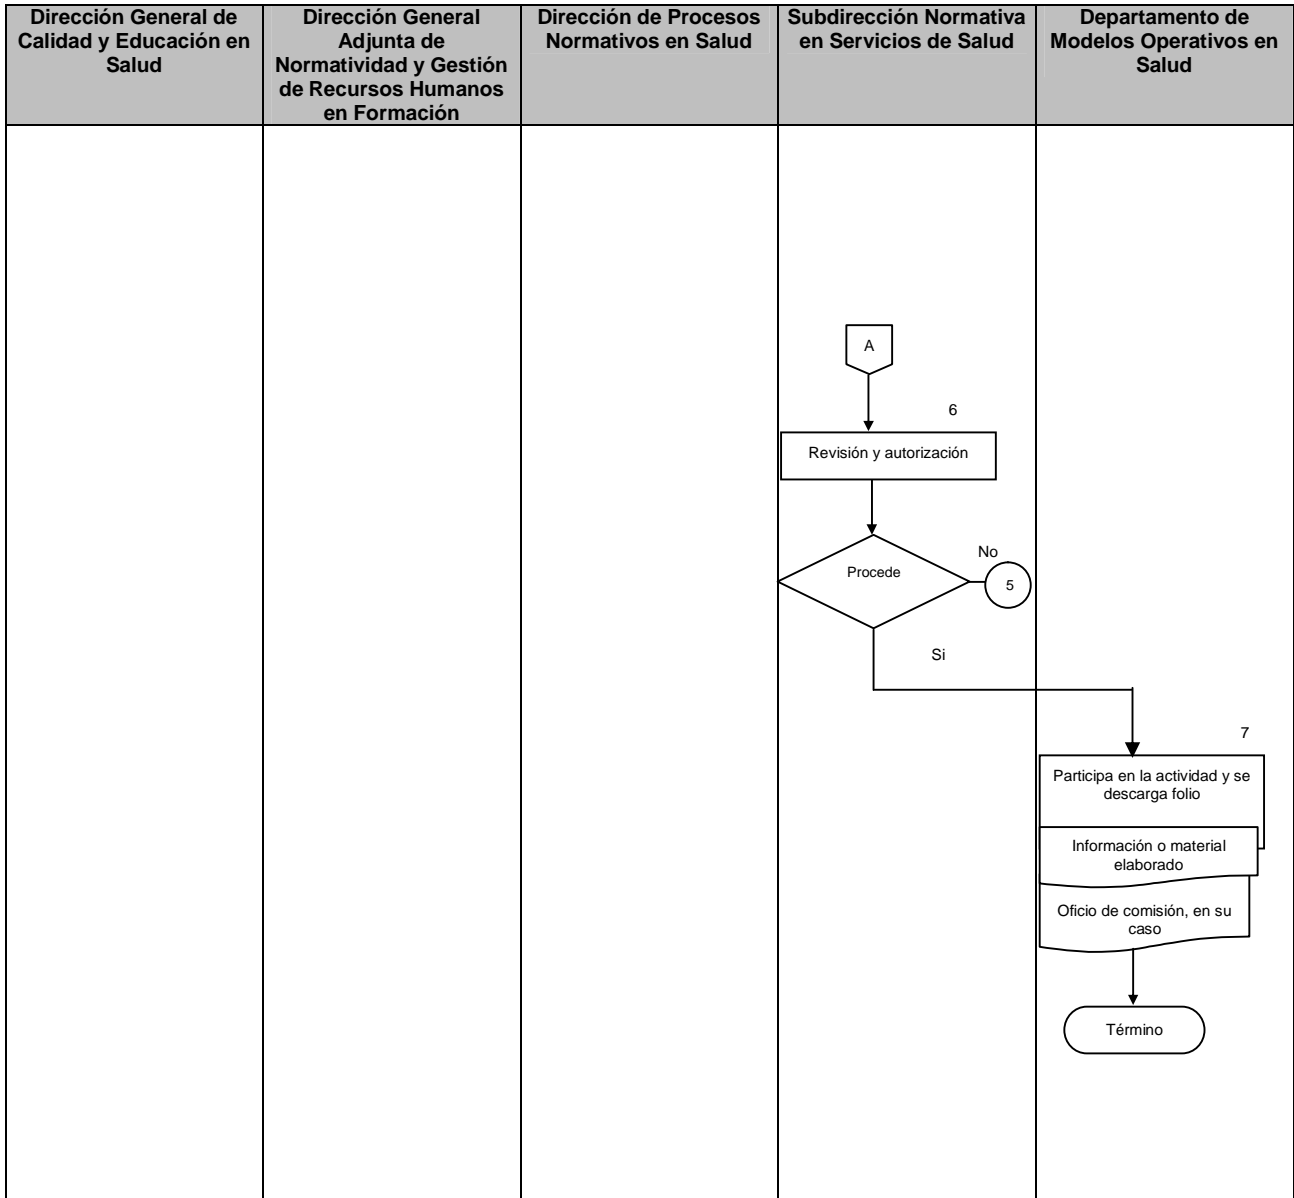 Dirección General de
Calidad y Educación en
Salud
Dirección General
Adjunta de
Normatividad y Gestión
de Recursos Humanos
en Formación
Dirección de Procesos
Normativos en Salud
Subdirección Normativa
en Servicios de Salud
Departamento de
Modelos Operativos en
Salud
A
6
Revisión y autorización
Procede
No
5
Si
7
Participa en la actividad y se
descarga folio
Información o material
elaborado
Oficio de comisión, en su
caso
Término